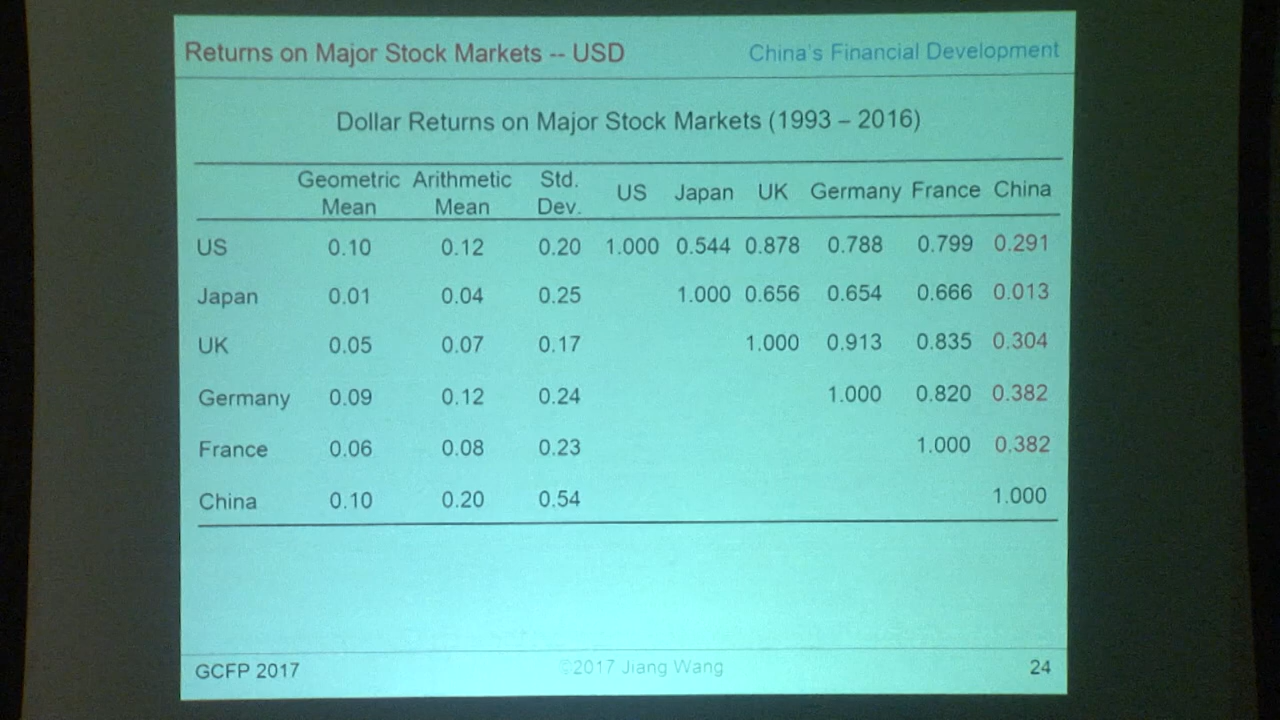 Returns on Major Stock Markets -- USD
China's Financial Development
Dollar Returns on Major Stock Markets (1993 – 2016)
Geometric Mean Arithmetic Mean Std. Dev. US Japan UK Germany France China
US 0.10 0.12 0.20 1.000 0.544 0.878 0.788 0.799 0.291
Japan 0.01 0.04 0.25 1.000 0.656 0.654 0.666 0.013
UK 0.05 0.07 0.17 1.000 0.913 0.835 0.304
Germany 0.09 0.12 0.24 1.000 0.820 0.382
France 0.06 0.08 0.23 1.000 0.382
China 0.10 0.20 0.54 1.000
GCFP 2017
©2017 Jiang Wang
24